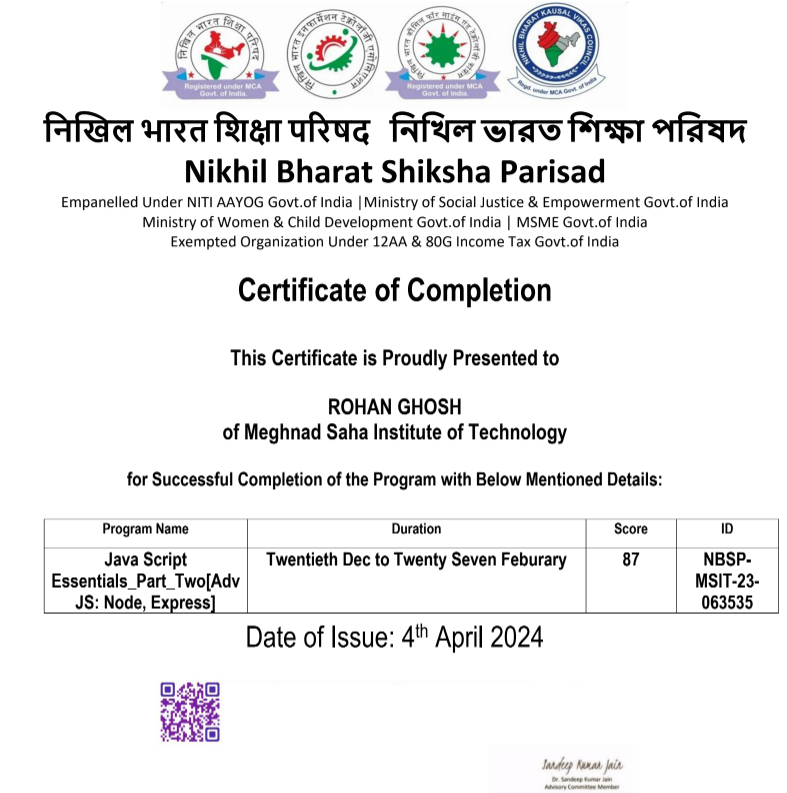 निखिल भारत शिक्षा परिषद
Registered under MCA
Govt. of India.
निखिल भारत इनफार्मेशन टेक्नोलॉजी एसोसिएशन
Registered under MCA
Govt. of India.
NIKHIL BHARAT KAUSAL VIKAS COUNCIL
Regd. under MCA Govt. of India
निखिल भारत शिक्षा परिषद নিখিল ভারত শিক্ষা পরিষদ
Nikhil Bharat Shiksha Parisad
Empanelled Under NITI AAYOG Govt.of India |Ministry of Social Justice & Empowerment Govt.of India
Ministry of Women & Child Development Govt.of India | MSME Govt.of India
Exempted Organization Under 12AA & 80G Income Tax Govt.of India
Certificate of Completion
This Certificate is Proudly Presented to
ROHAN GHOSH
of Meghnad Saha Institute of Technology
for Successful Completion of the Program with Below Mentioned Details:
Program Name Duration Score ID
Java Script Twentieth Dec to Twenty Seven Feburary 87 NBSP-
Essentials_Part_Two[Adv MSIT-23-
JS: Node, Express] 063535
Date of Issue: 4th April 2024
Sandeep Kumar Jain
Dr. Sandeep Kumar Jain
Advisory Committee Member